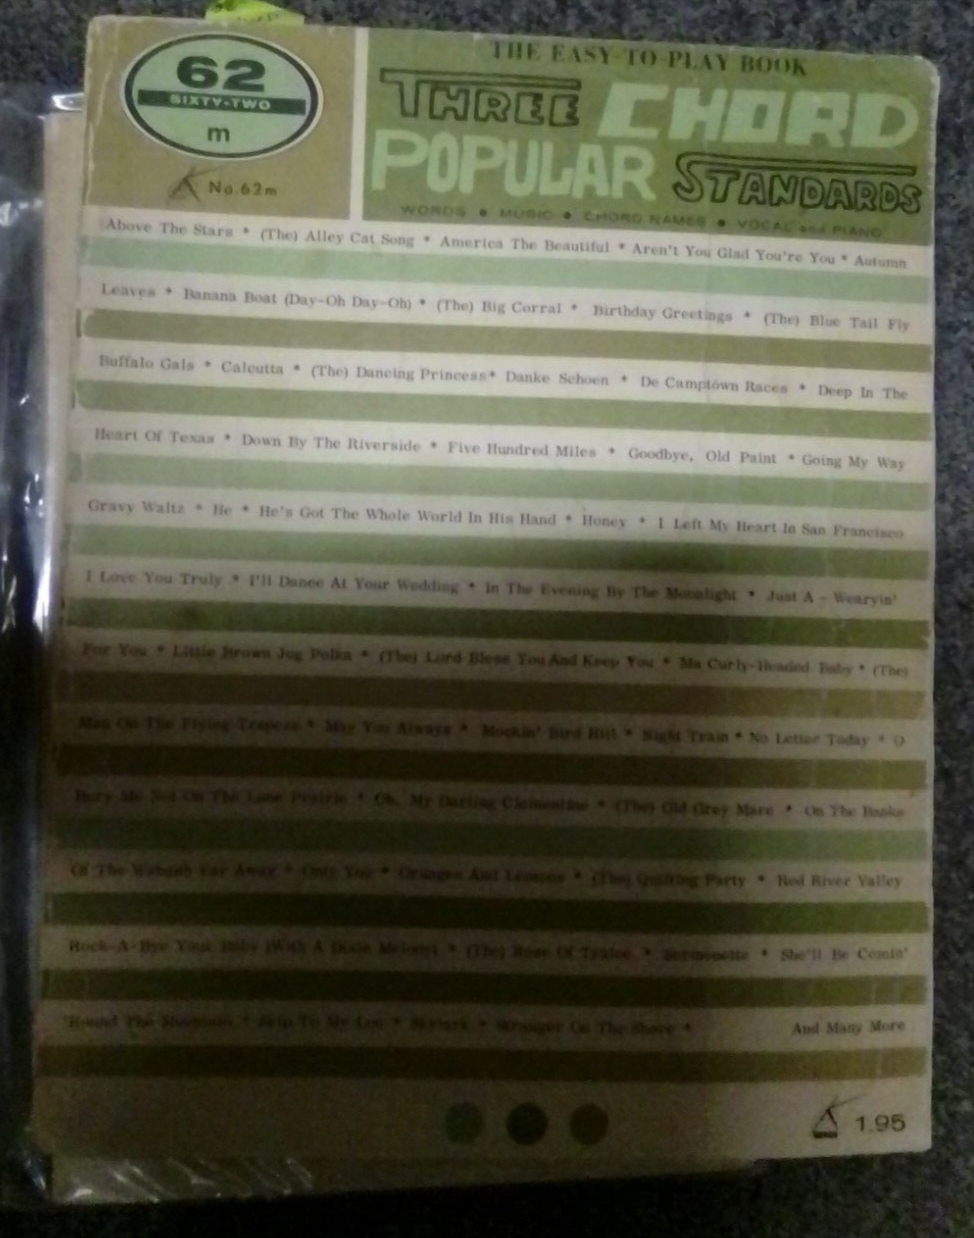 62
SIXTY-TWO
m
No. 62m
THE EASY-TO-PLAY BOOK
THREE CHORD
POPULAR STANDARDS
WORDS • MUSIC • CHORD NAMES • VOCAL and PIANO
Above The Stars * (The) Alley Cat Song * America The Beautiful * Aren't You Glad You're You * Autumn
Leaves * Banana Boat (Day-Oh Day-Oh) * (The) Big Corral * Birthday Greetings * (The) Blue Tail Fly
Buffalo Gals * Calcutta * (The) Dancing Princess* Danke Schoen * De Camptown Races * Deep In The
Heart Of Texas * Down By The Riverside * Five Hundred Miles * Goodbye, Old Paint * Going My Way
Gravy Waltz * He * He's Got The Whole World In His Hand * Honey * I Left My Heart In San Francisco
I Love You Truly * I'll Dance At Your Wedding * In The Evening By The Moonlight * Just A - Wearyin'
For You * Little Brown Jug Polka * (The) Lord Bless You And Keep You * Ma Curly-Headed Baby * (The)
Man On The Flying Trapeze * May You Always * Mockin' Bird Hill * Night Train * No Letter Today * O
Bury Me Not On The Lone Prairie * Oh, My Darling Clementine * (The) Old Grey Mare * On The Banks
Of The Wabash Far Away * Only You * Oranges And Lemons * (The) Quilting Party * Red River Valley
Rock-A-Bye Your Baby (With A Dixie Melody) * (The) Rose Of Tralee * Sermonette * She'll Be Comin'
'Round The Mountain * Skip To My Lou * * Stranger On The Shore * And Many More
1.95